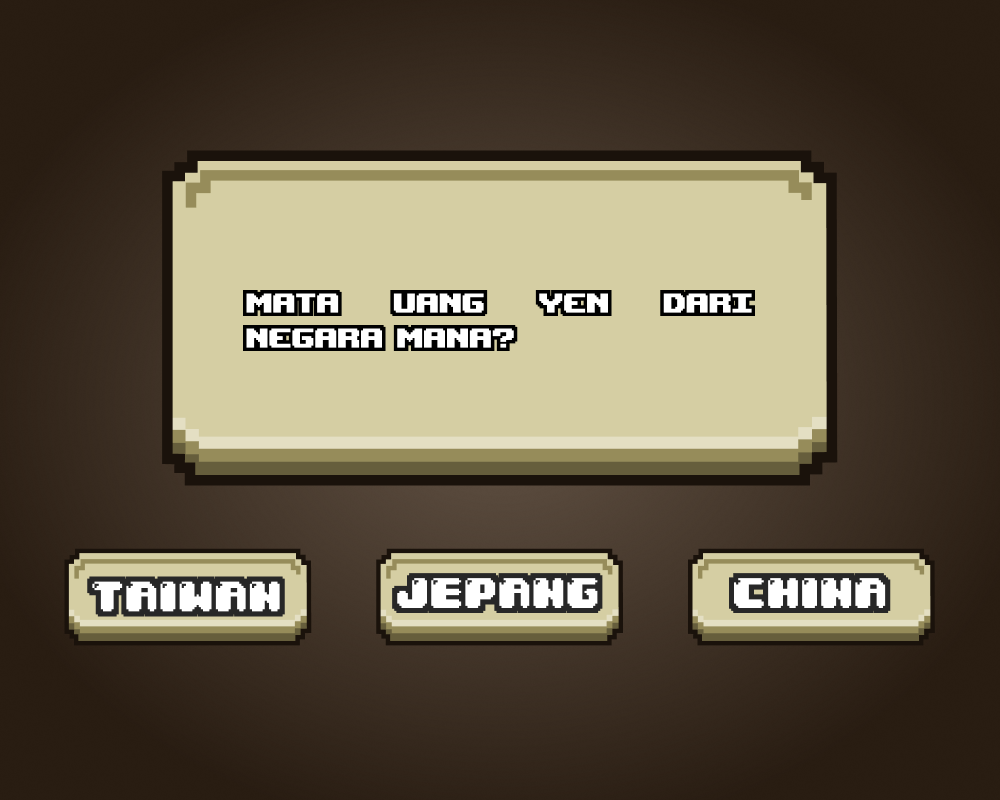 MATA UANG YEN DARI
NEGARA MANA?
TAIWAN
JEPANG
CHINA